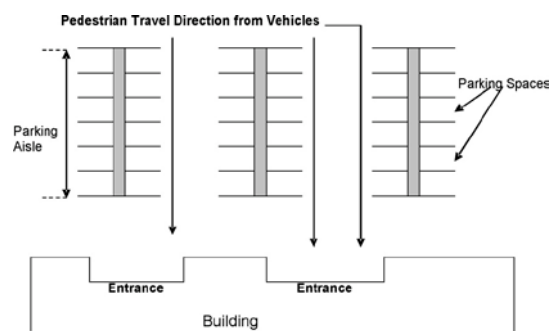 Pedestrian Travel Direction from Vehicles
Parking Spaces
Parking
Aisle
Entrance
Entrance
Building